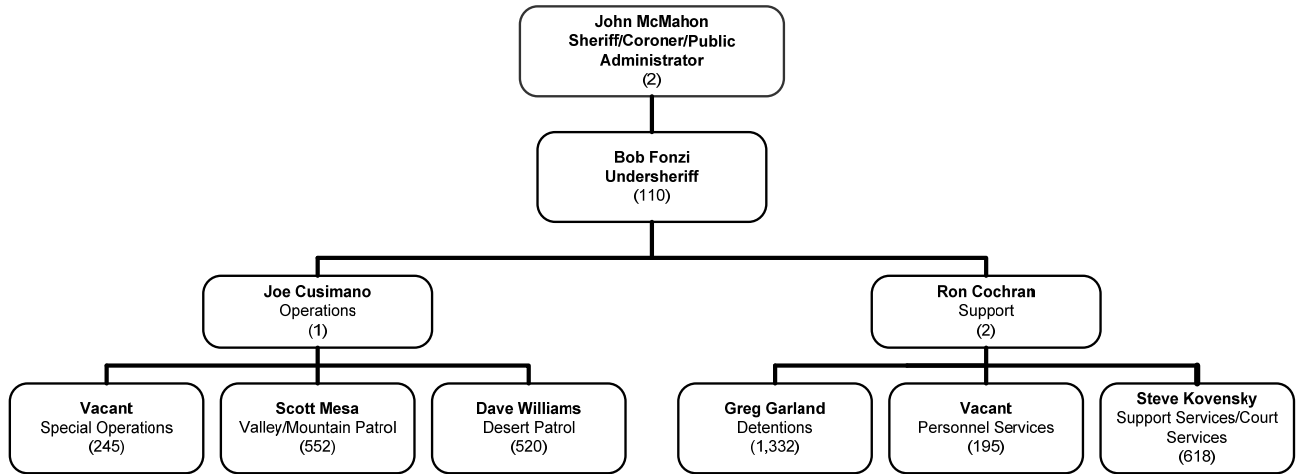 John McMahon
Sheriff/Coroner/Public
Administrator
(2)
Bob Fonzi
Undersheriff
(110)
Joe Cusimano
Operations
(1)
Ron Cochran
Support
(2)
Vacant
Special Operations
(245)
Scott Mesa
Valley/Mountain Patrol
(552)
Dave Williams
Desert Patrol
(520)
Greg Garland
Detentions
(1,332)
Vacant
Personnel Services
(195)
Steve Kovensky
Support Services/Court
Services
(618)